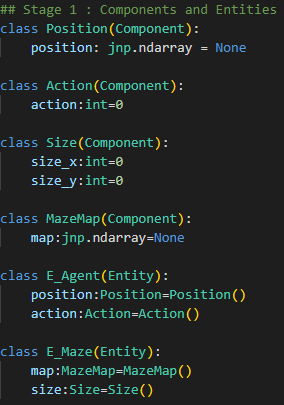 ## Stage 1 : Components and Entities
class Position(Component):
    position: jnp.ndarray = None
class Action(Component):
    action:int=0
class Size(Component):
    size_x:int=0
    size_y:int=0
class MazeMap(Component):
    map:jnp.ndarray=None
class E_Agent(Entity):
    position:Position=Position()
    action:Action=Action()
class E_Maze(Entity):
    map:MazeMap=MazeMap()
    size:Size=Size()